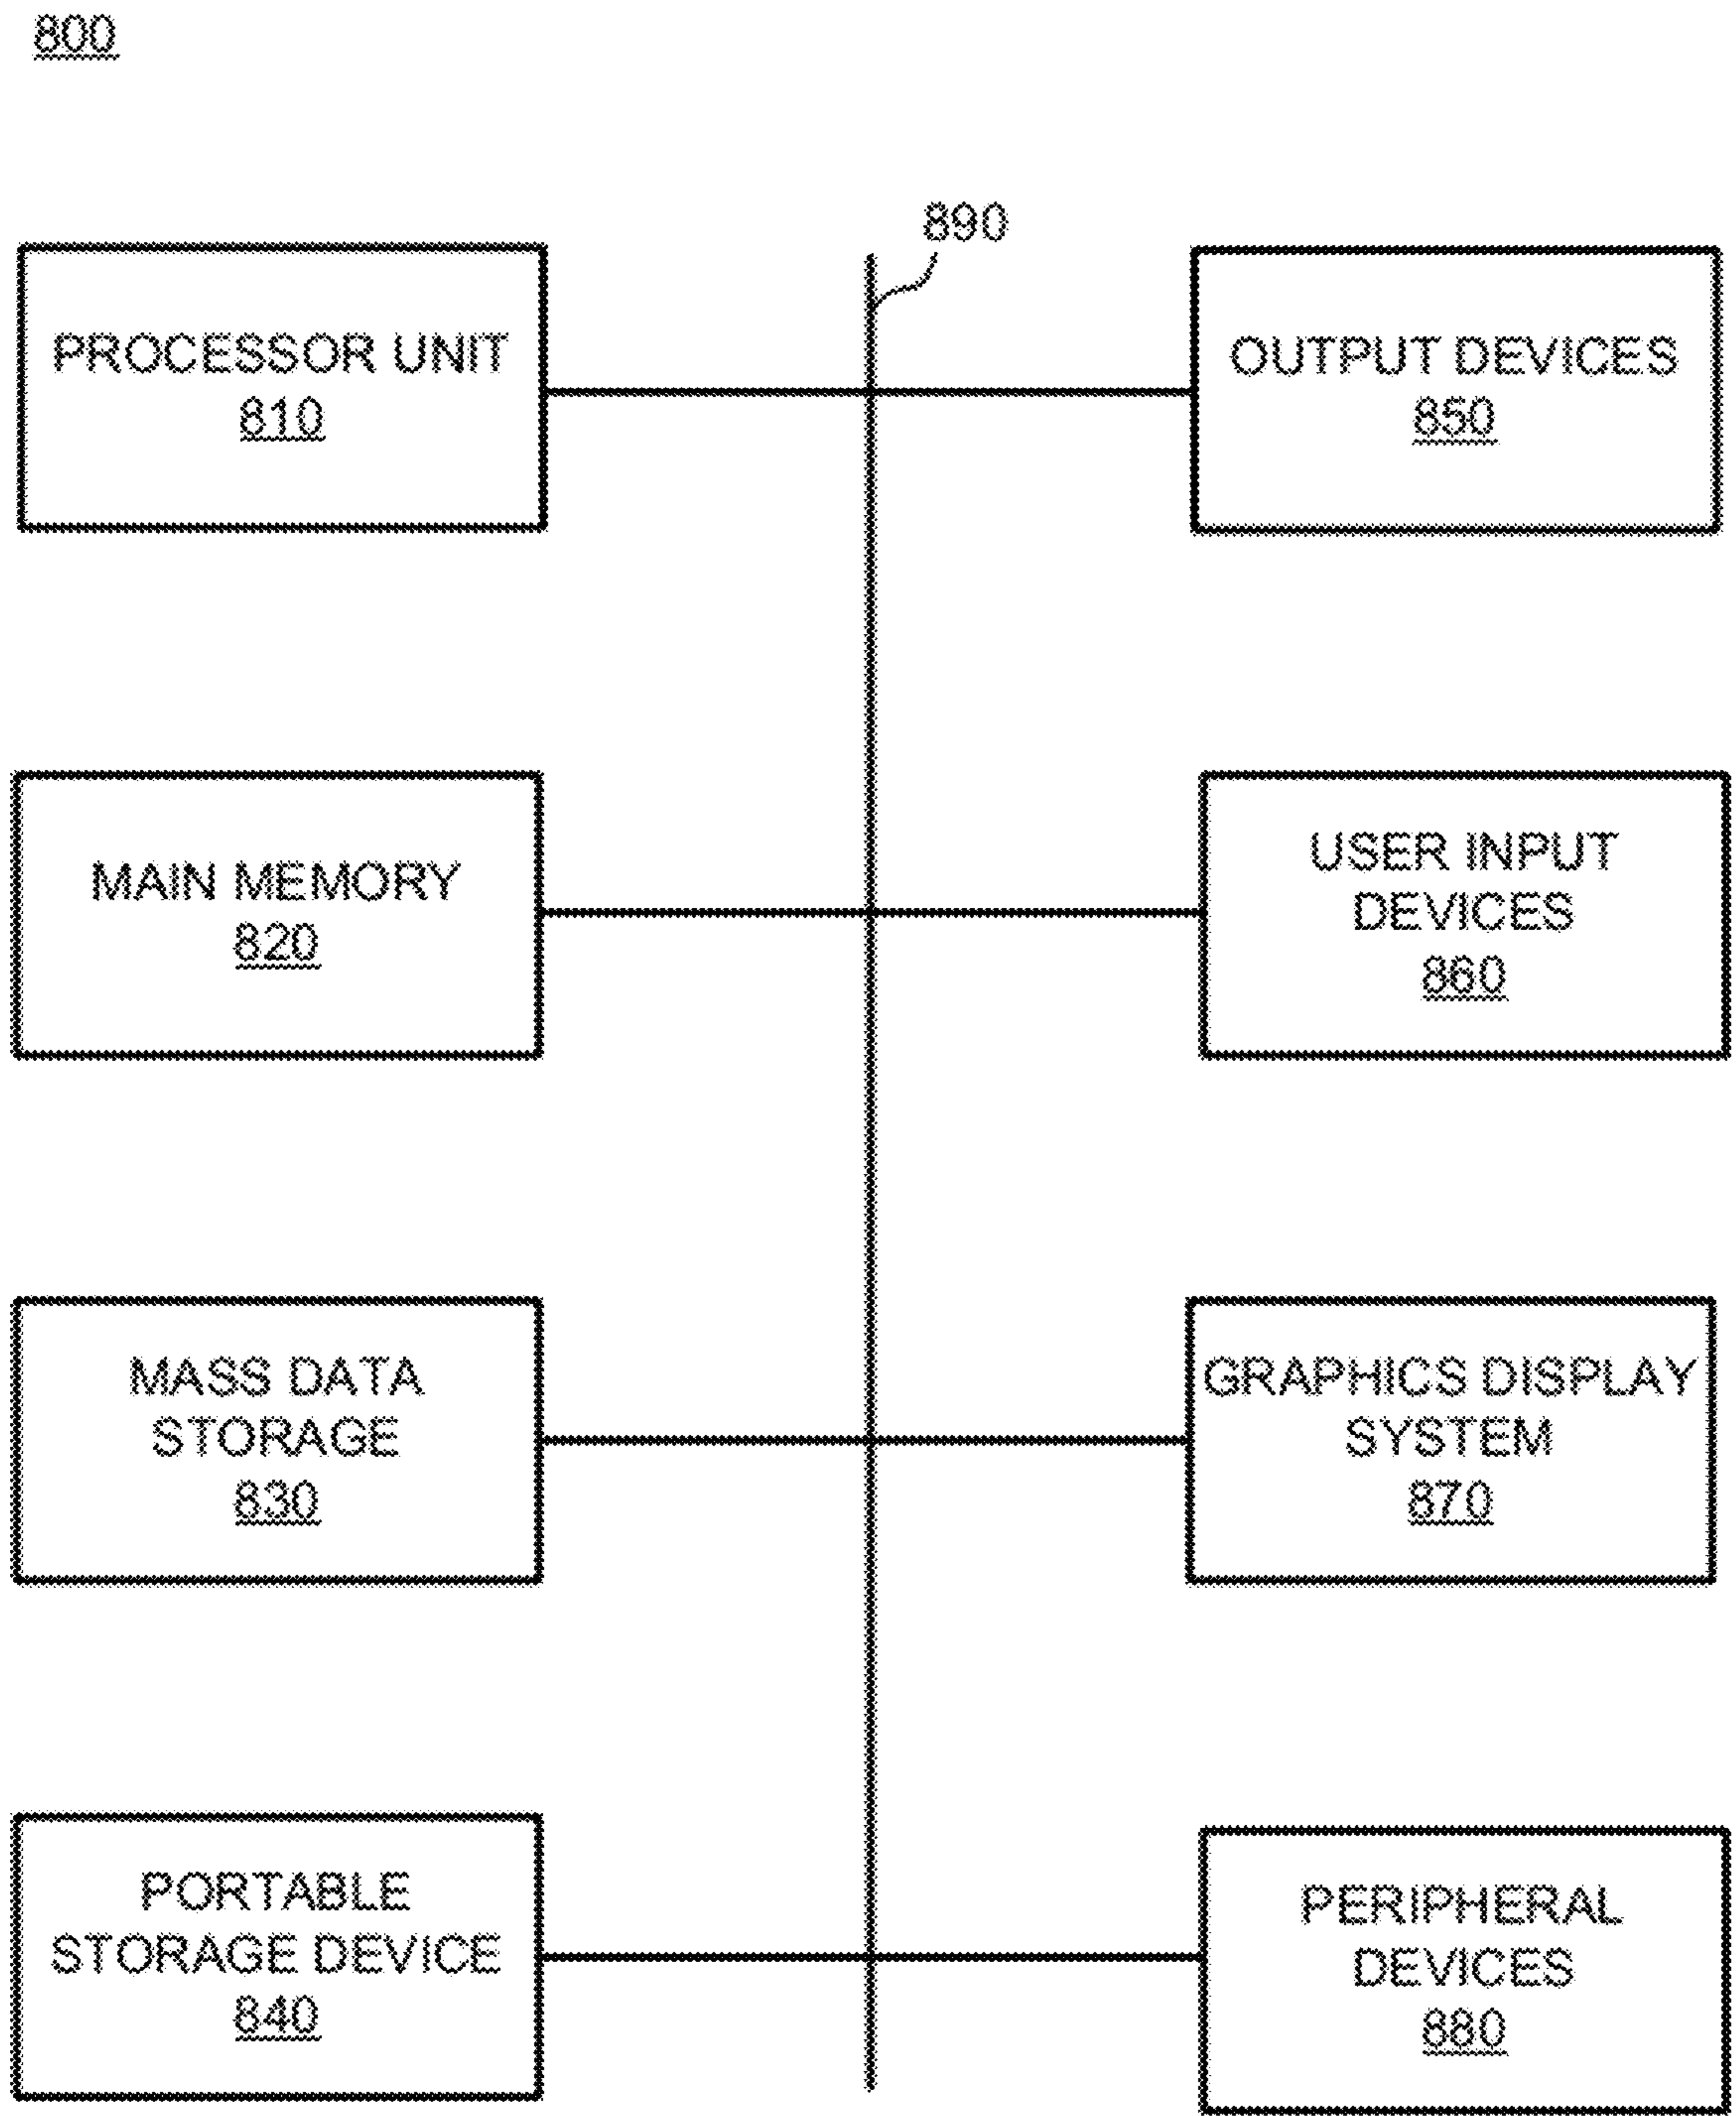 800
890
PROCESSOR UNIT
810
OUTPUT DEVICES
850
MAIN MEMORY
820
USER INPUT
DEVICES
860
MASS DATA
STORAGE
830
GRAPHICS DISPLAY
SYSTEM
870
PORTABLE
STORAGE DEVICE
840
PERIPHERAL
DEVICES
880